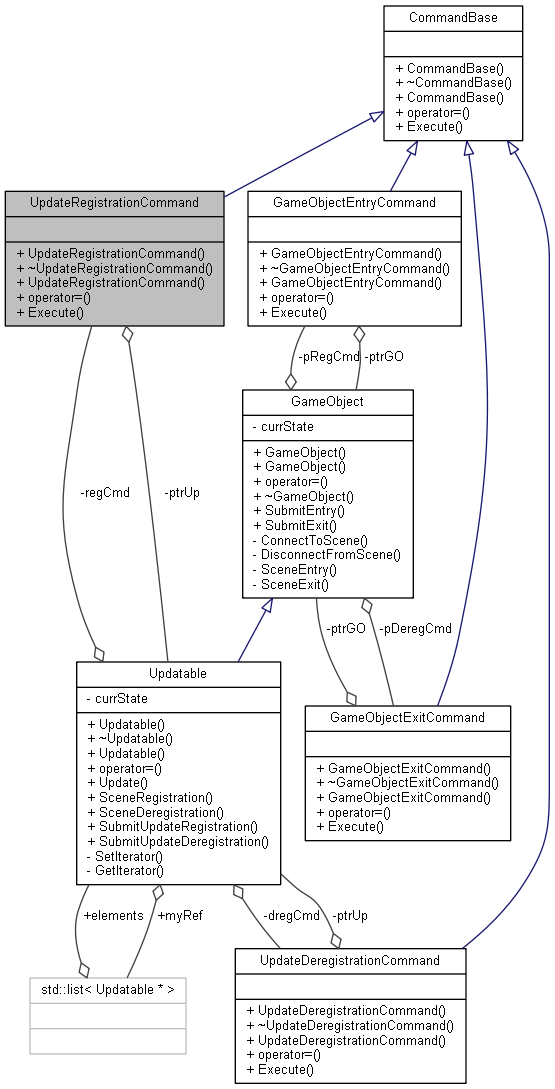 CommandBase
+ CommandBase()
+ ~CommandBase()
+ CommandBase()
+ operator=()
+ Execute()
UpdateRegistrationCommand
+ UpdateRegistrationCommand()
+ ~UpdateRegistrationCommand()
+ UpdateRegistrationCommand()
+ operator=()
+ Execute()
GameObjectEntryCommand
+ GameObjectEntryCommand()
+ ~GameObjectEntryCommand()
+ GameObjectEntryCommand()
+ operator=()
+ Execute()
-pRegCmd
-ptrGO
GameObject
- currState
+ GameObject()
+ GameObject()
+ operator=()
+ ~GameObject()
+ SubmitEntry()
+ SubmitExit()
- ConnectToScene()
- DisconnectFromScene()
- SceneEntry()
- SceneExit()
-regCmd
-ptrUp
-ptrGO
-pDeregCmd
Updatable
- currState
+ Updatable()
+ ~Updatable()
+ Updatable()
+ operator=()
+ Update()
+ SceneRegistration()
+ SceneDeregistration()
+ SubmitUpdateRegistration()
+ SubmitUpdateDeregistration()
- SetIterator()
- GetIterator()
GameObjectExitCommand
+ GameObjectExitCommand()
+ ~GameObjectExitCommand()
+ GameObjectExitCommand()
+ operator=()
+ Execute()
+elements
+myRef
-dregCmd
-ptrUp
std::list< Updatable * >
UpdateDeregistrationCommand
+ UpdateDeregistrationCommand()
+ ~UpdateDeregistrationCommand()
+ UpdateDeregistrationCommand()
+ operator=()
+ Execute()